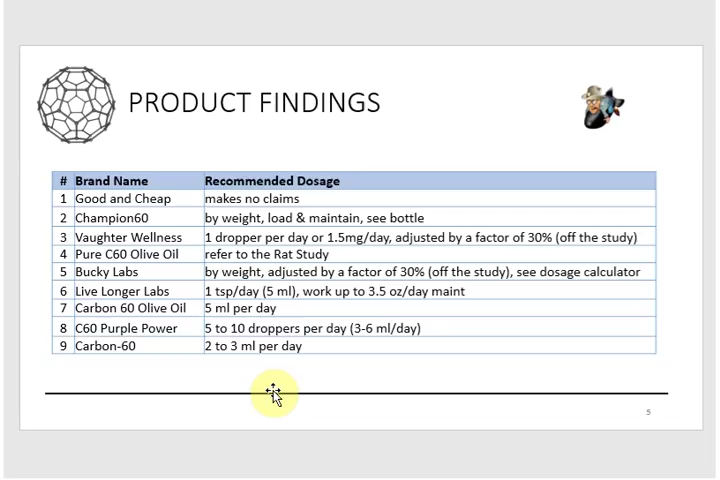 PRODUCT FINDINGS
# Brand Name Recommended Dosage
1 Good and Cheap makes no claims
2 Champion60 by weight, load & maintain, see bottle
3 Vaughter Wellness 1 dropper per day or 1.5mg/day, adjusted by a factor of 30% (off the study)
4 Pure C60 Olive Oil refer to the Rat Study
5 Bucky Labs by weight, adjusted by a factor of 30% (off the study), see dosage calculator
6 Live Longer Labs 1 tsp/day (5 ml), work up to 3.5 oz/day maint
7 Carbon 60 Olive Oil 5 ml per day
8 C60 Purple Power 5 to 10 droppers per day (3-6 ml/day)
9 Carbon-60 2 to 3 ml per day
5